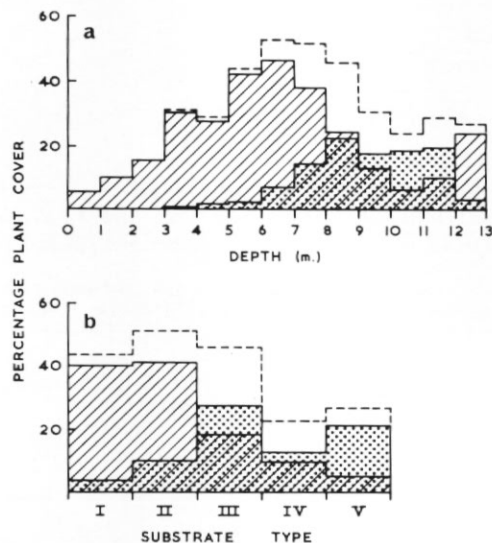 PERCENTAGE PLANT COVER
a
60
40
20
0 1 2 3 4 5 6 7 8 9 10 11 12 13
DEPTH (m.)
b
60
40
20
I II III IV V
SUBSTRATE TYPE